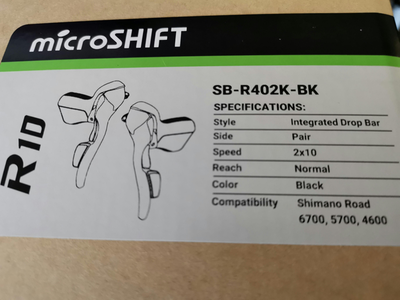 microSHIFT
R10
SB-R402K-BK
SPECIFICATIONS:
Style Integrated Drop Bar
Side Pair
Speed 2x10
Reach Normal
Color Black
Compatibility Shimano Road
6700, 5700, 4600